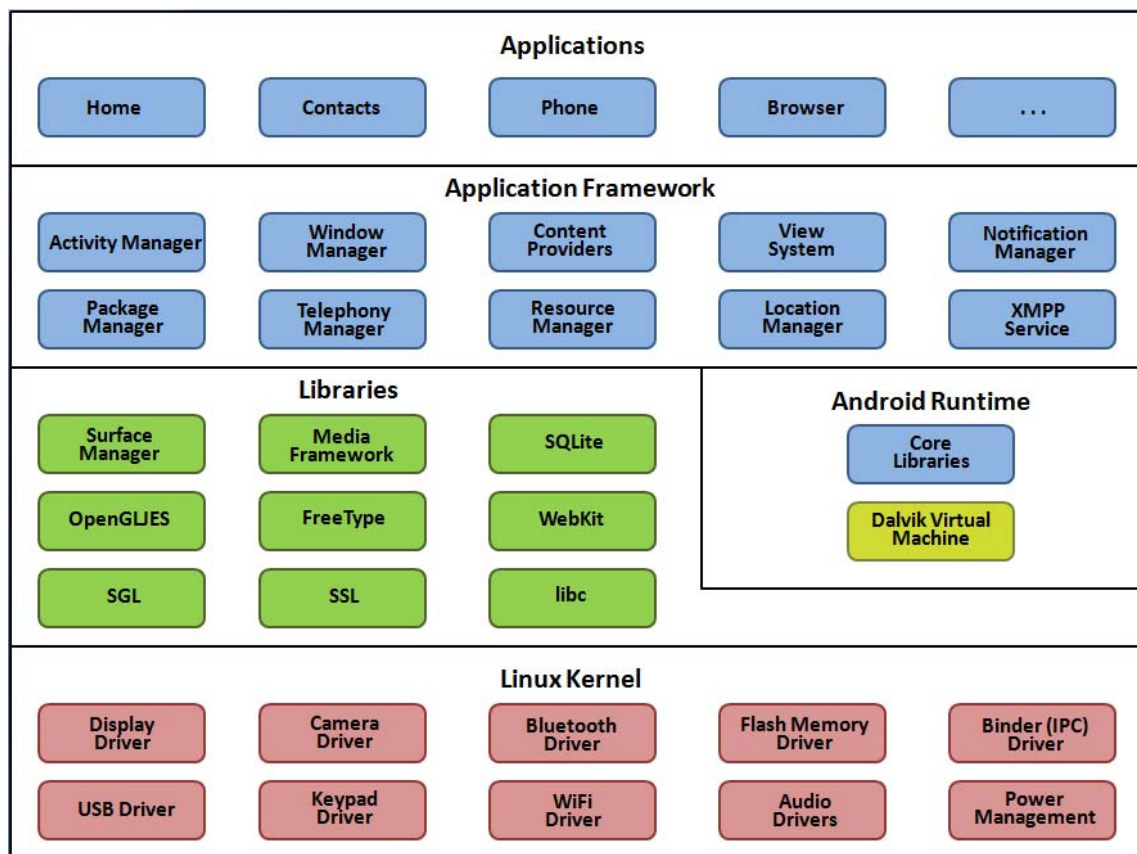 Applications
Home
Contacts
Phone
Browser
. . .
Application Framework
Activity Manager
Window
Manager
Content
Providers
View
System
Notification
Manager
Package
Manager
Telephony
Manager
Resource
Manager
Location
Manager
XMPP
Service
Libraries
Surface
Manager
Media
Framework
SQLite
OpenGLJES
FreeType
WebKit
SGL
SSL
libc
Android Runtime
Core
Libraries
Dalvik Virtual
Machine
Linux Kernel
Display
Driver
Camera
Driver
Bluetooth
Driver
Flash Memory
Driver
Binder (IPC)
Driver
USB Driver
Keypad
Driver
WiFi
Driver
Audio
Drivers
Power
Management